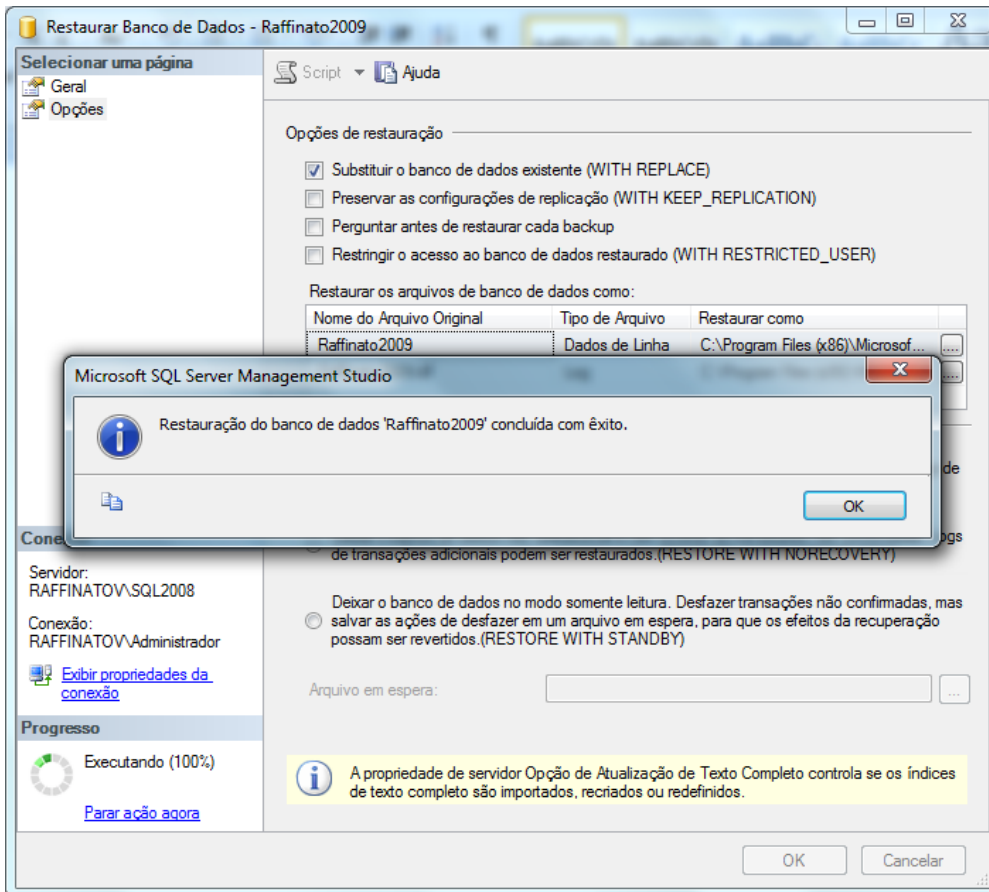 Restaurar Banco de Dados - Raffinato2009
Selecionar uma página
Geral
Opções
Script
Ajuda
Opções de restauração
Substituir o banco de dados existente (WITH REPLACE)
Preservar as configurações de replicação (WITH KEEP_REPLICATION)
Perguntar antes de restaurar cada backup
Restringir o acesso ao banco de dados restaurado (WITH RESTRICTED_USER)
Restaurar os arquivos de banco de dados como:
Nome do Arquivo Original Tipo de Arquivo Restaurar como
Raffinato2009 Dados de Linha C:\Program Files (x86)\Microsof... ....
....
Microsoft SQL Server Management Studio
Restauração do banco de dados 'Raffinato2009' concluída com êxito.
OK
de
de transações adicionais podem ser restaurados.(RESTORE WITH NORECOVERY)
Deixar o banco de dados no modo somente leitura. Desfazer transações não confirmadas, mas
salvar as ações de desfazer em um arquivo em espera, para que os efeitos da recuperação
possam ser revertidos.(RESTORE WITH STANDBY)
Arquivo em espera:
...
A propriedade de servidor Opção de Atualização de Texto Completo controla se os índices
de texto completo são importados, recriados ou redefinidos.
Servidor:
RAFFINATOV\SQL2008
Conexão:
RAFFINATOV\Administrador
Exibir propriedades da
conexão
Progresso
Executando (100%)
Parar ação agora
OK
Cancelar